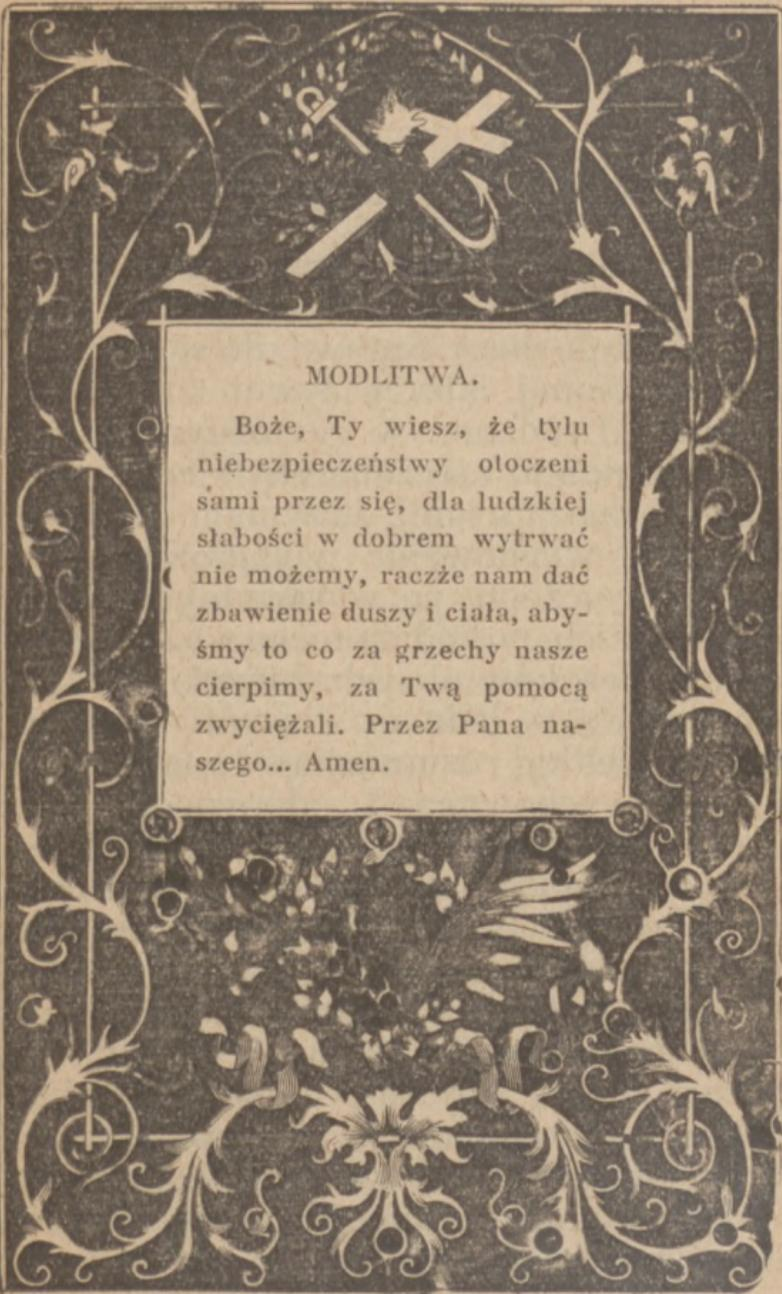 MODLITWA.
Boże, Ty wiesz, że tylu
niebezpieczeństwy otoczeni
sami przez się, dla ludzkiej
słabości w dobrem wytrwać
nie możemy, raczże nam dać
zbawienie duszy i ciała, aby-
śmy to co za grzechy nasze
cierpimy, za Twą pomocą
zwyciężali. Przez Pana na-
szego... Amen.